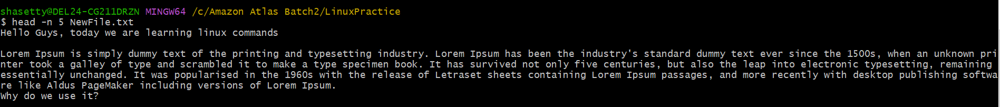 shasetty@DEL24-CG211DRZN MINGW64 /c/Amazon Atlas Batch2/LinuxPractice
$ head -n 5 NewFile.txt
Hello Guys, today we are learning linux commands

Lorem Ipsum is simply dummy text of the printing and typesetting industry. Lorem Ipsum has been the industry's standard dummy text ever since the 1500s, when an unknown pri
nter took a galley of type and scrambled it to make a type specimen book. It has survived not only five centuries, but also the leap into electronic typesetting, remaining
essentially unchanged. It was popularised in the 1960s with the release of Letraset sheets containing Lorem Ipsum passages, and more recently with desktop publishing softwa
re like Aldus PageMaker including versions of Lorem Ipsum.
Why do we use it?